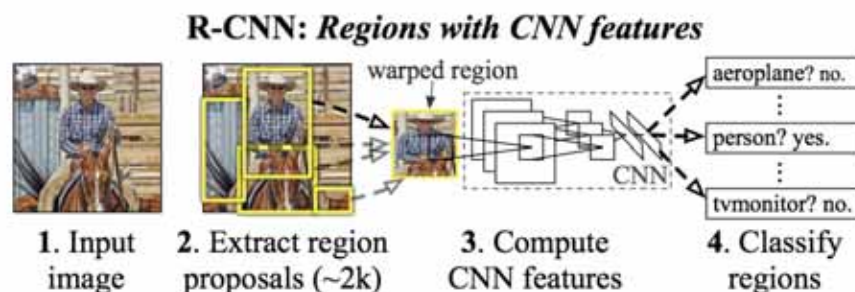 R-CNN: Regions with CNN features
warped region
aeroplane? no.
person? yes.
CNN
tvmonitor? no.
1. Input
image
2. Extract region
proposals (~2k)
3. Compute
CNN features
4. Classify
regions